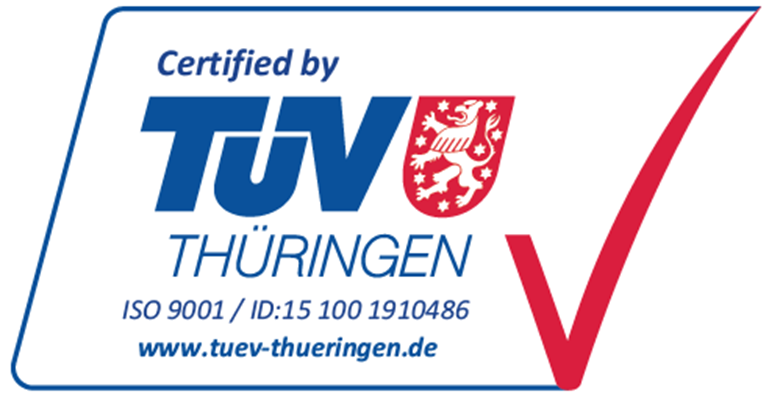 Certified by
TÜV
THÜRINGEN
ISO 9001 / ID:15 100 1910486
www.tuev-thueringen.de